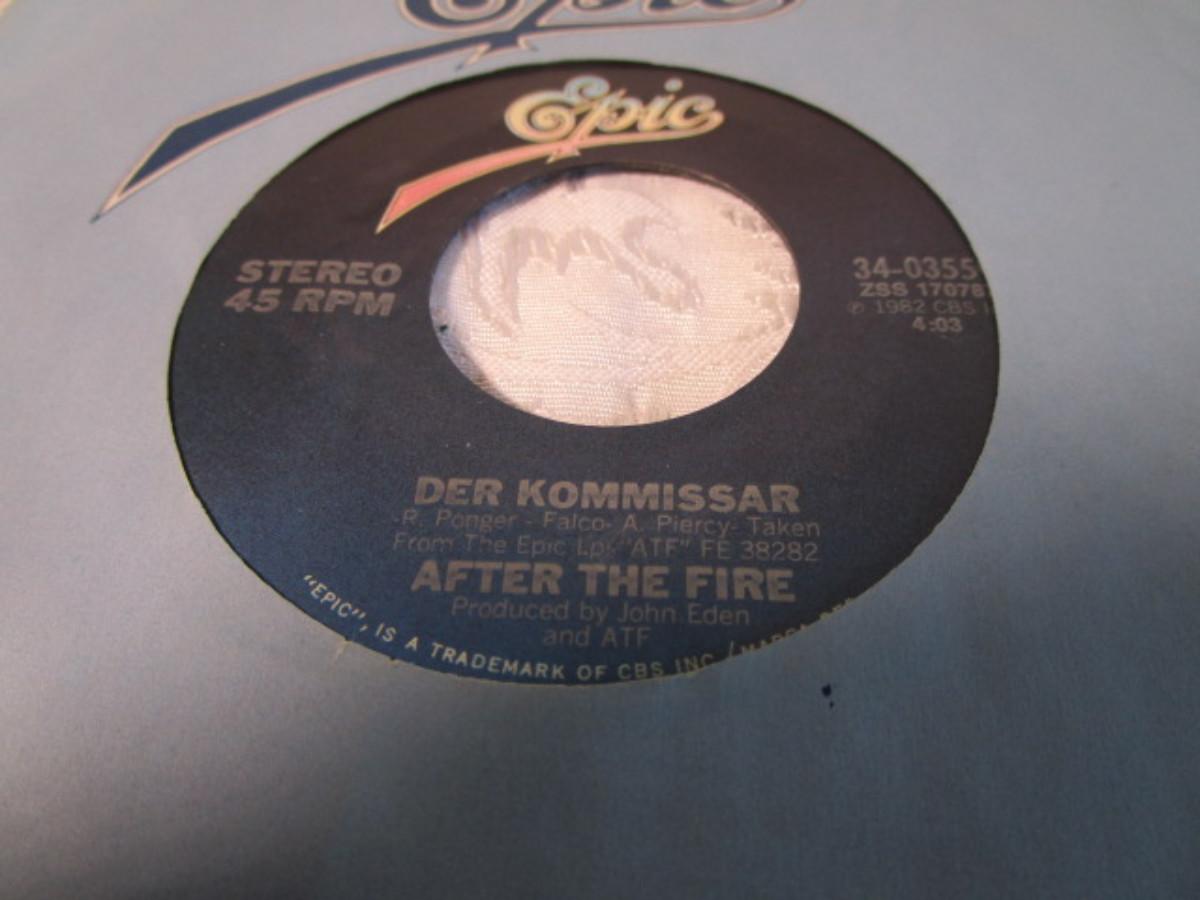 Epic
Epic
STEREO
45 RPM
34-0355
ZSS 17078
℗ 1982 CBS
4:03
DER KOMMISSAR
-R. Ponger - Falco- A. Piercy- Taken
From The Epic Lp: "ATF" FE 38282
AFTER THE FIRE
Produced by John Eden
and ATF
"EPIC", IS A TRADEMARK OF CBS INC./